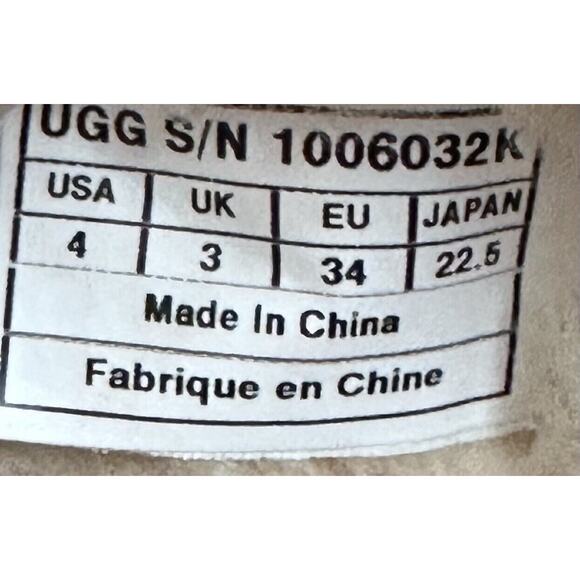 UGG S/N 1006032K
USA UK EU JAPAN
4 3 34 22.5
Made In China
Fabrique en Chine